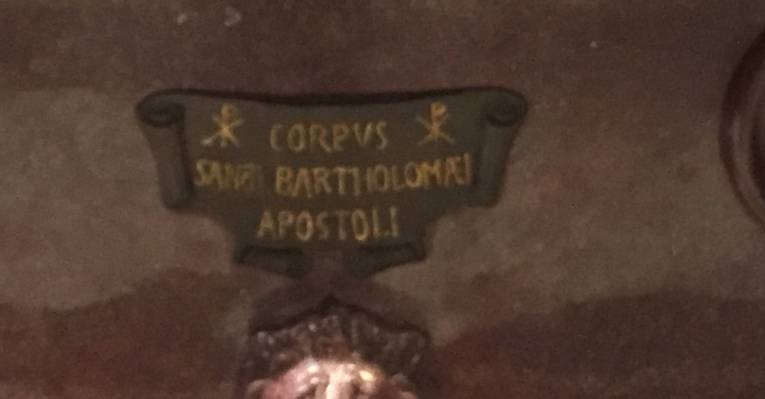 ☧ CORPVS ☧
SANCTI BARTHOLOMÆI
APOSTOLI